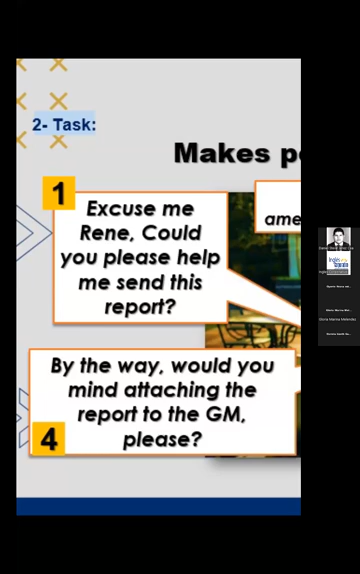 2- Task:
Makes p
1
Excuse me
Rene, Could
you please help
me send this
report?
ame
By the way, would you
mind attaching the
report to the GM,
please?
4